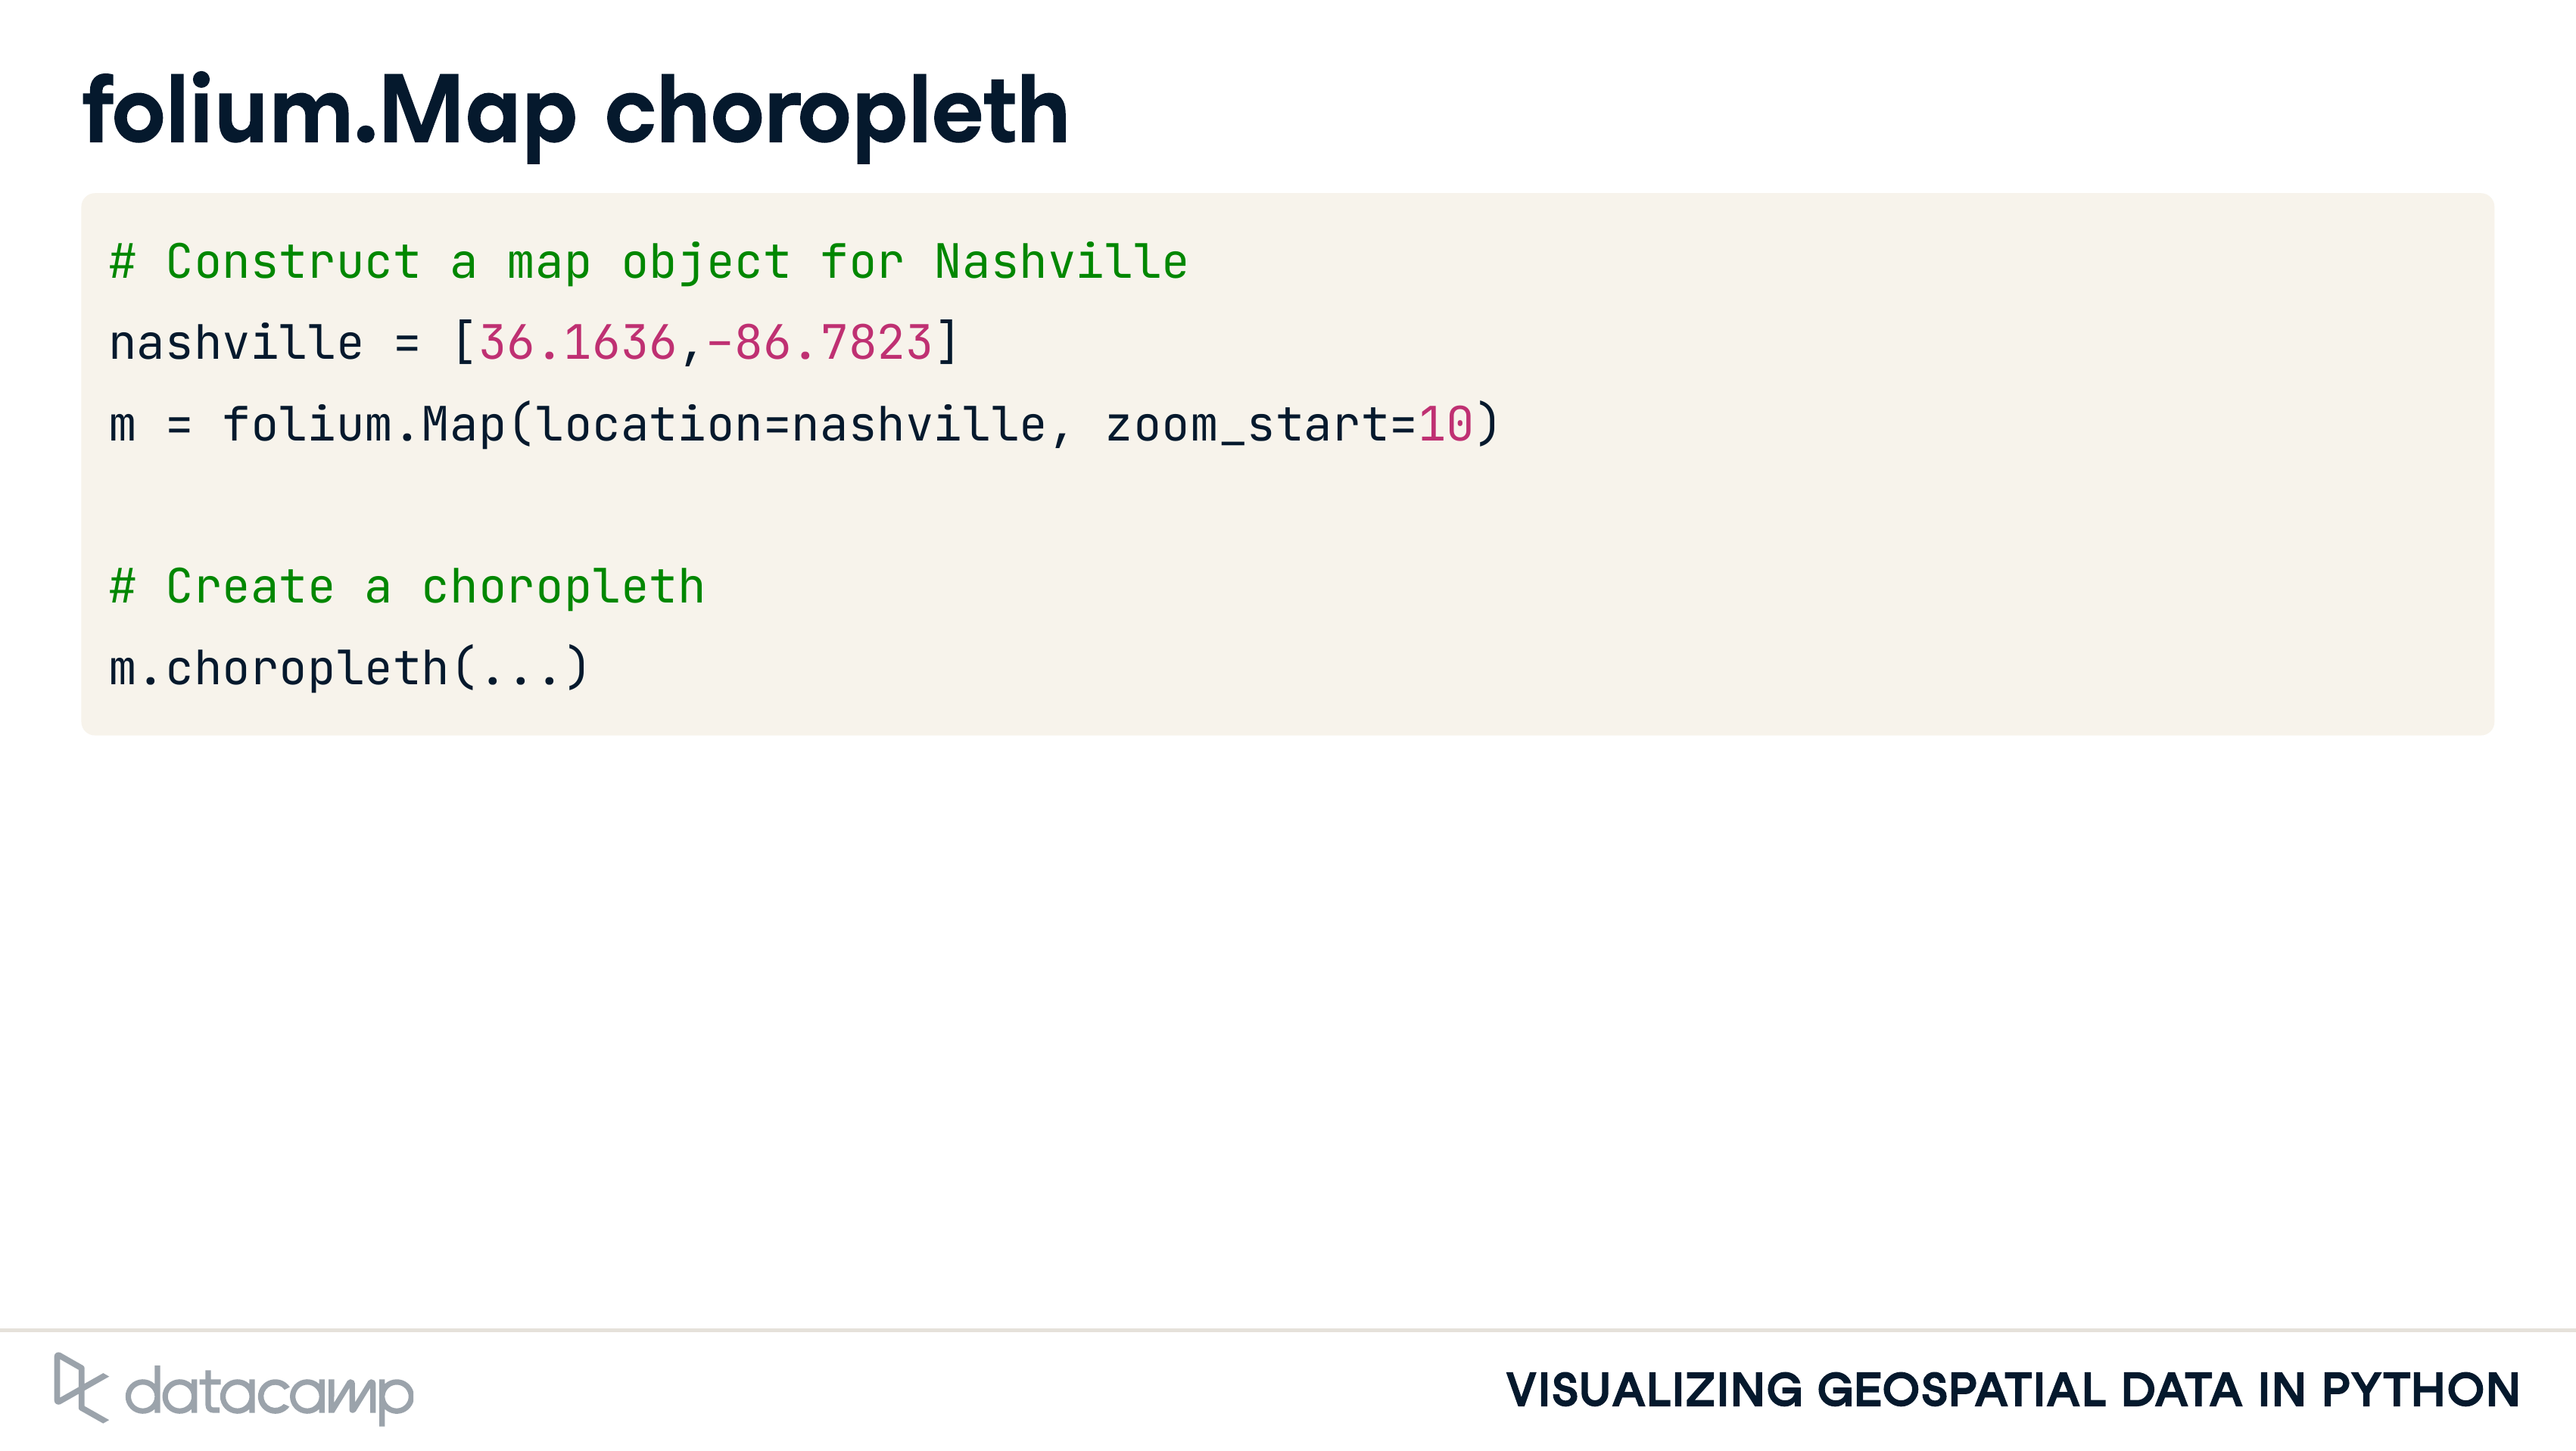 folium.Map choropleth
# Construct a map object for Nashville
nashville = [36.1636,-86.7823]
m = folium.Map(location=nashville, zoom_start=10)
# Create a choropleth
m.choropleth(...)
datacamp
VISUALIZING GEOSPATIAL DATA IN PYTHON